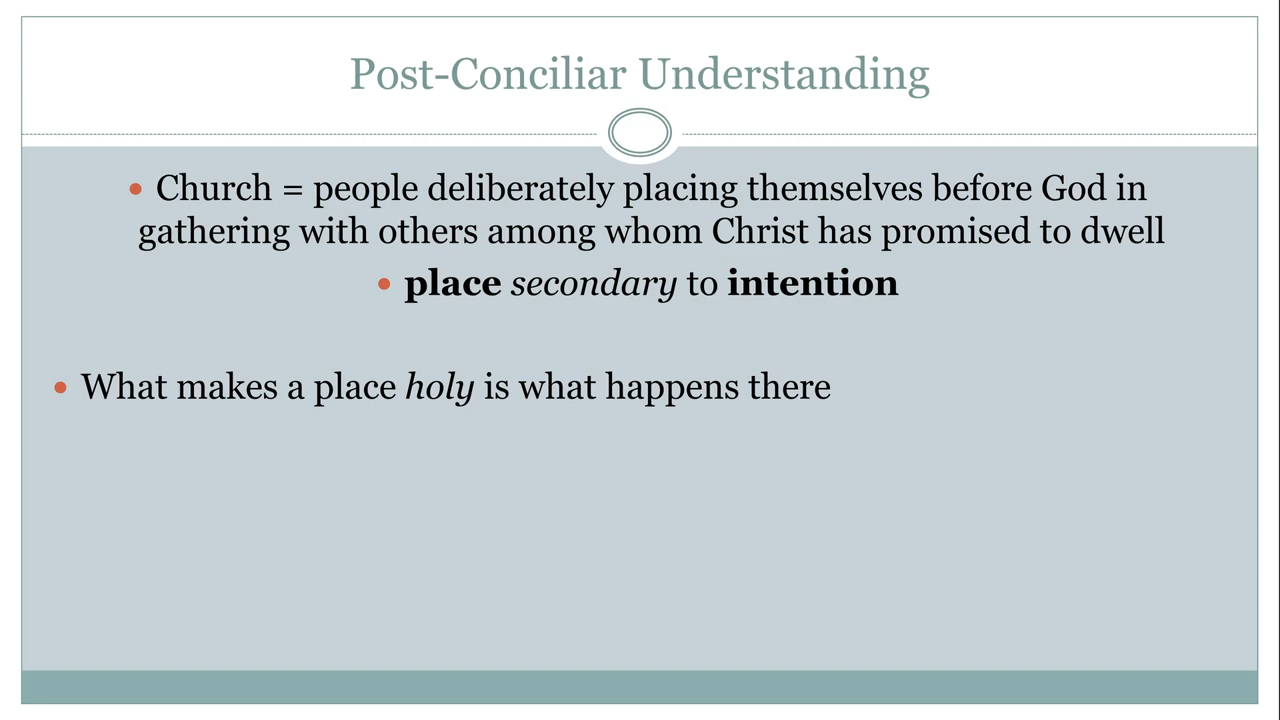 Post-Conciliar Understanding
• Church = people deliberately placing themselves before God in
gathering with others among whom Christ has promised to dwell
• place secondary to intention
• What makes a place holy is what happens there